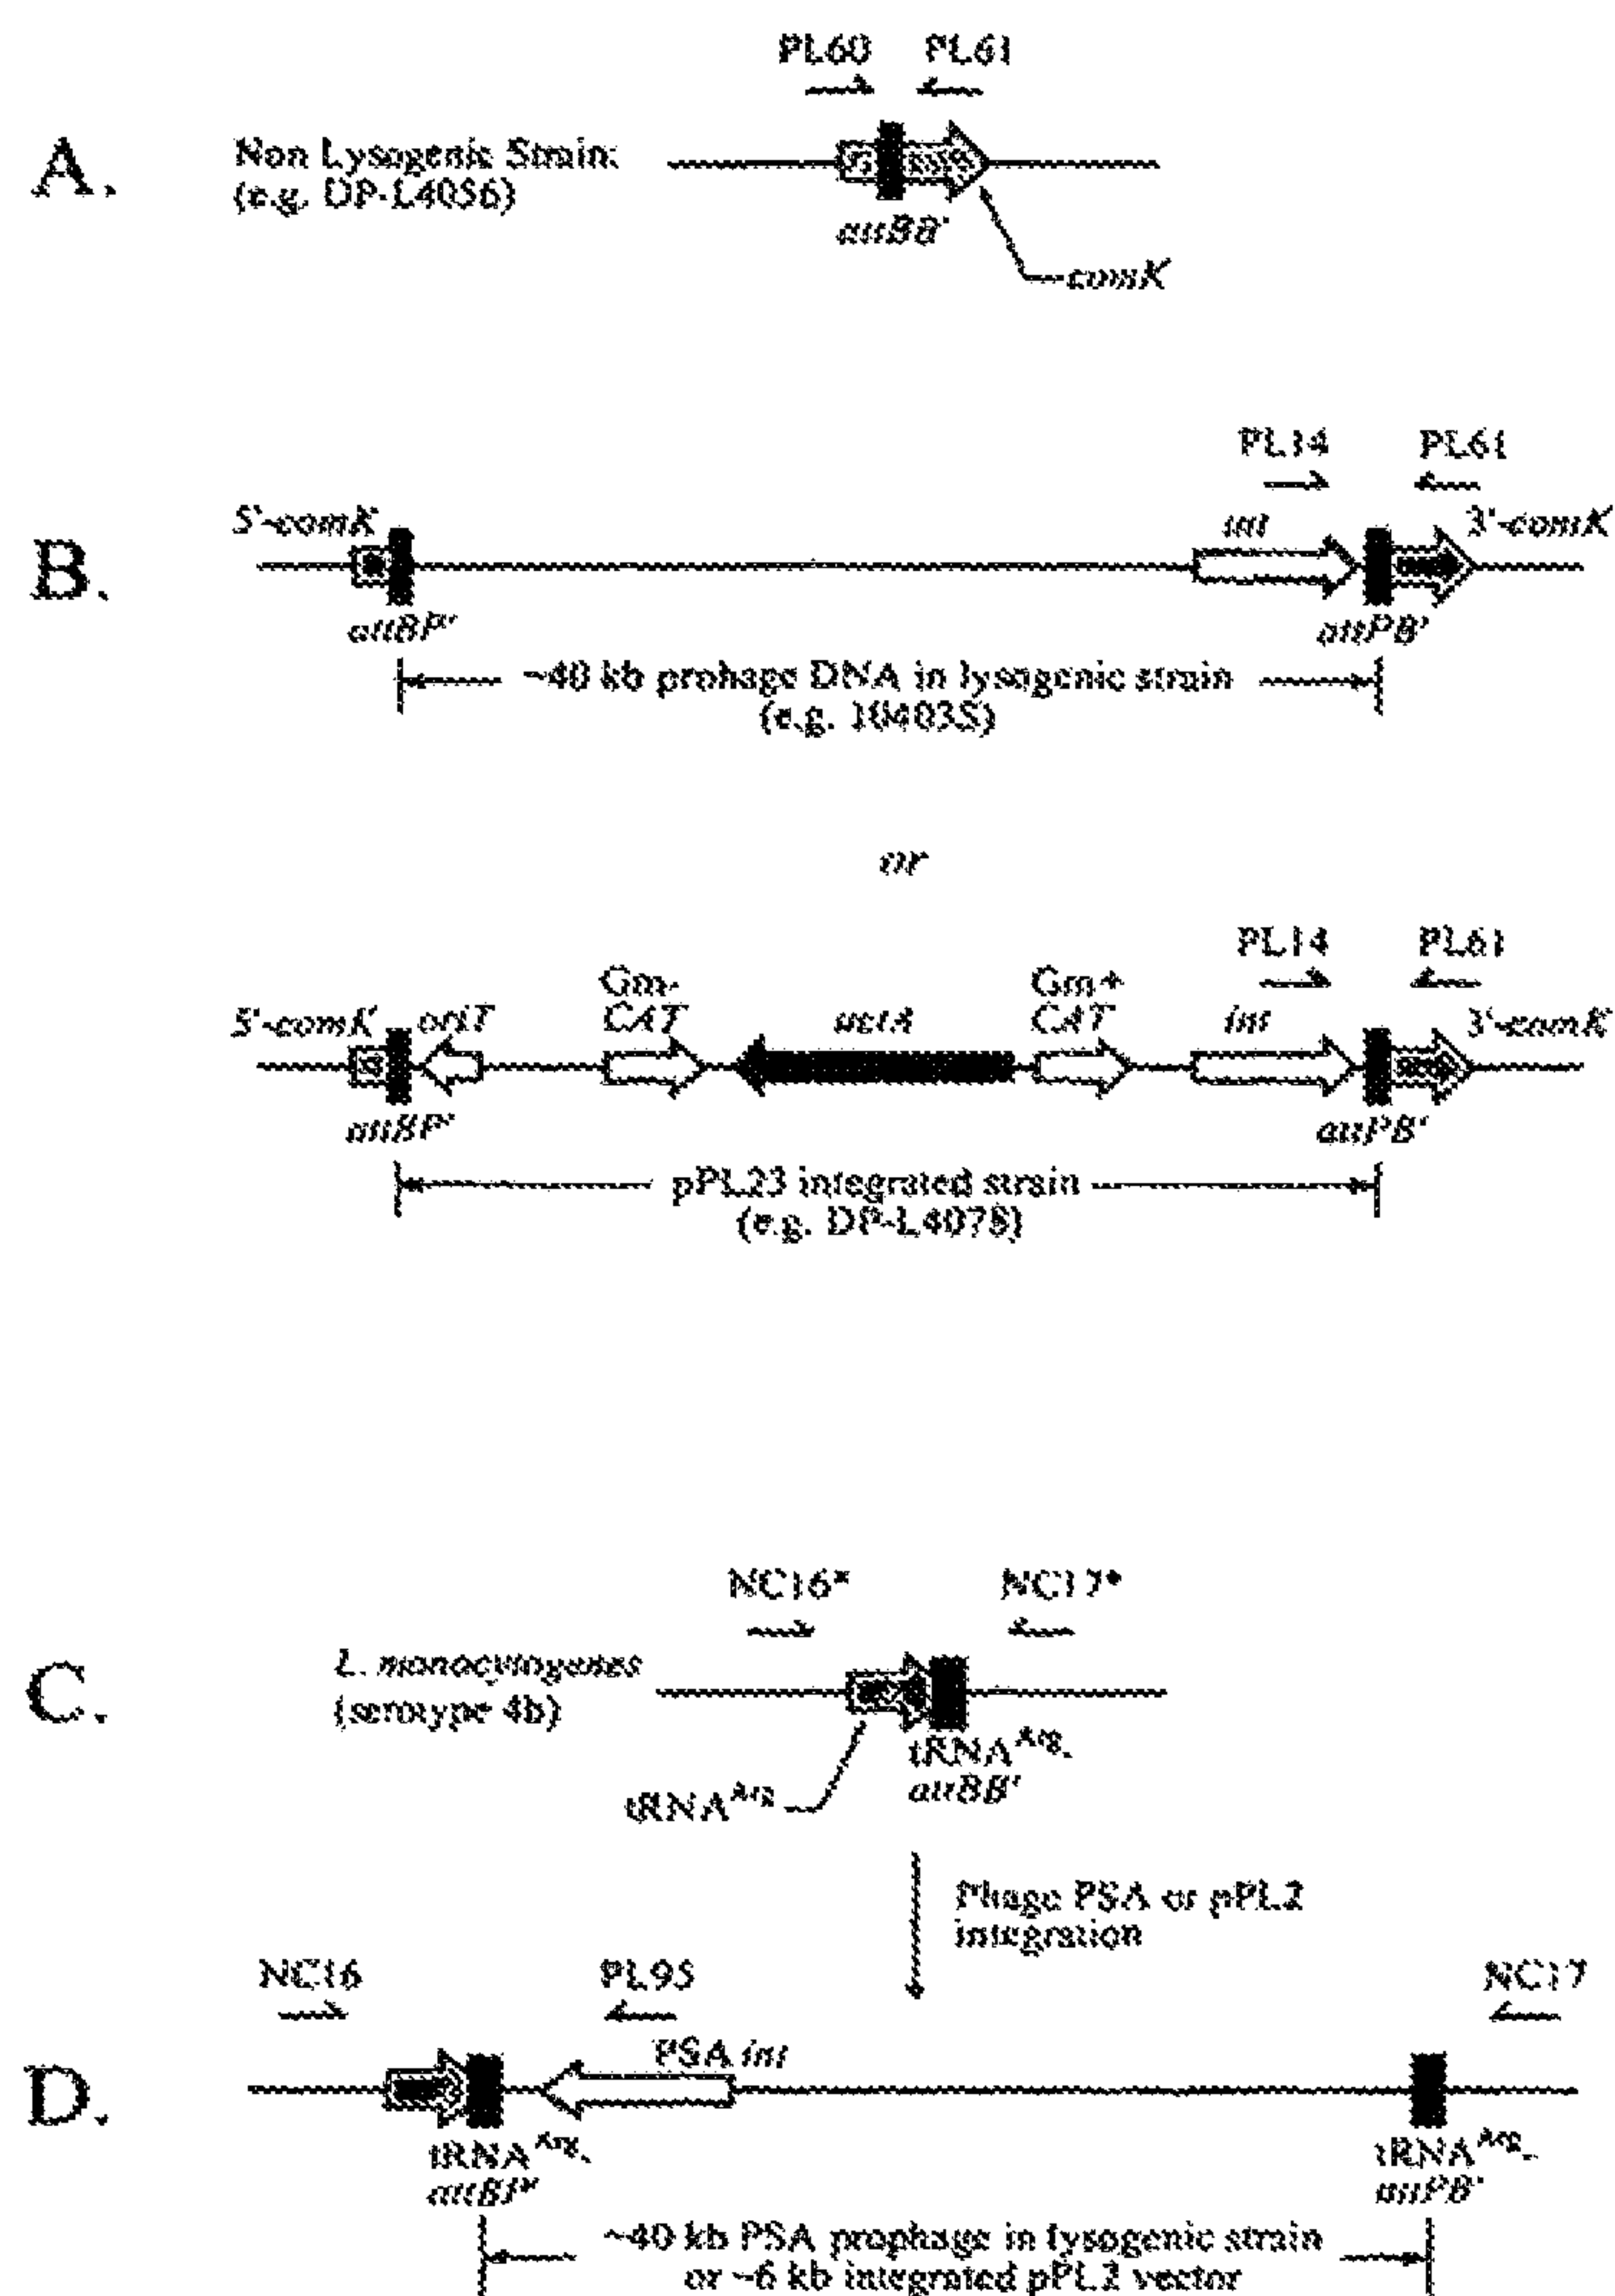 PL60 PL61
A.
Non Lysogenic Strain:
(e.g. DP-L4056)
attBB'
comK
PL14 PL61
5'-comK int 3'-comK
B.
attBP' attPB'
~40 kb prohage DNA in lysogenic strain
(e.g. 10403S)
or
PL14 PL61
Gm- Gm+
5'-comK oriT CAT actA CAT int 3'-comK
attBP' attPB'
pPL23 integrated strain
(e.g. DP-L4078)
NC16* NC17*
C.
L. monocytogenes
(serotype 4b)
tRNAArg-
attBB'
tRNAArg
Phage PSA or pPL2
integration
NC16 PL95 NC17
PSA int
D.
tRNAArg- tRNAArg-
attBP' attPB'
~40 kb PSA prophage in lysogenic strain
or ~6 kb integrated pPL2 vector